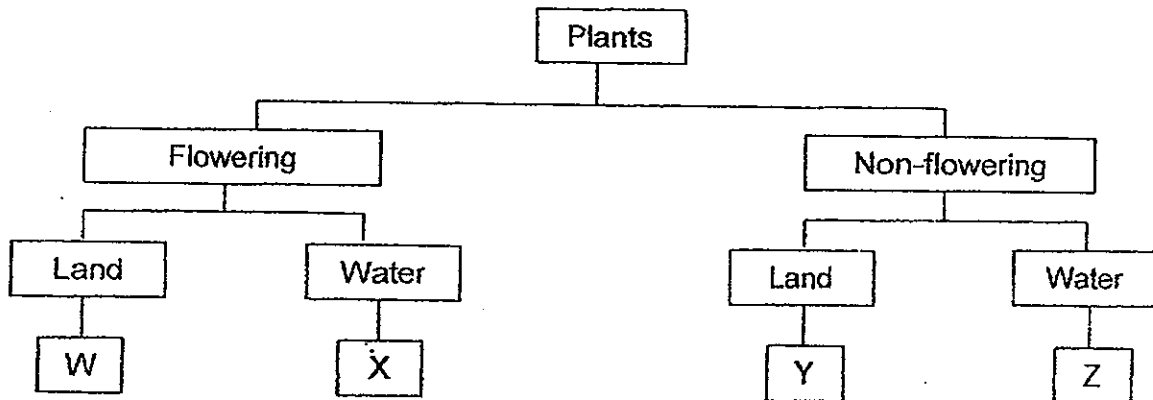 Plants
Flowering
Non-flowering
Land
Water
Land
Water
W
X
Y
Z